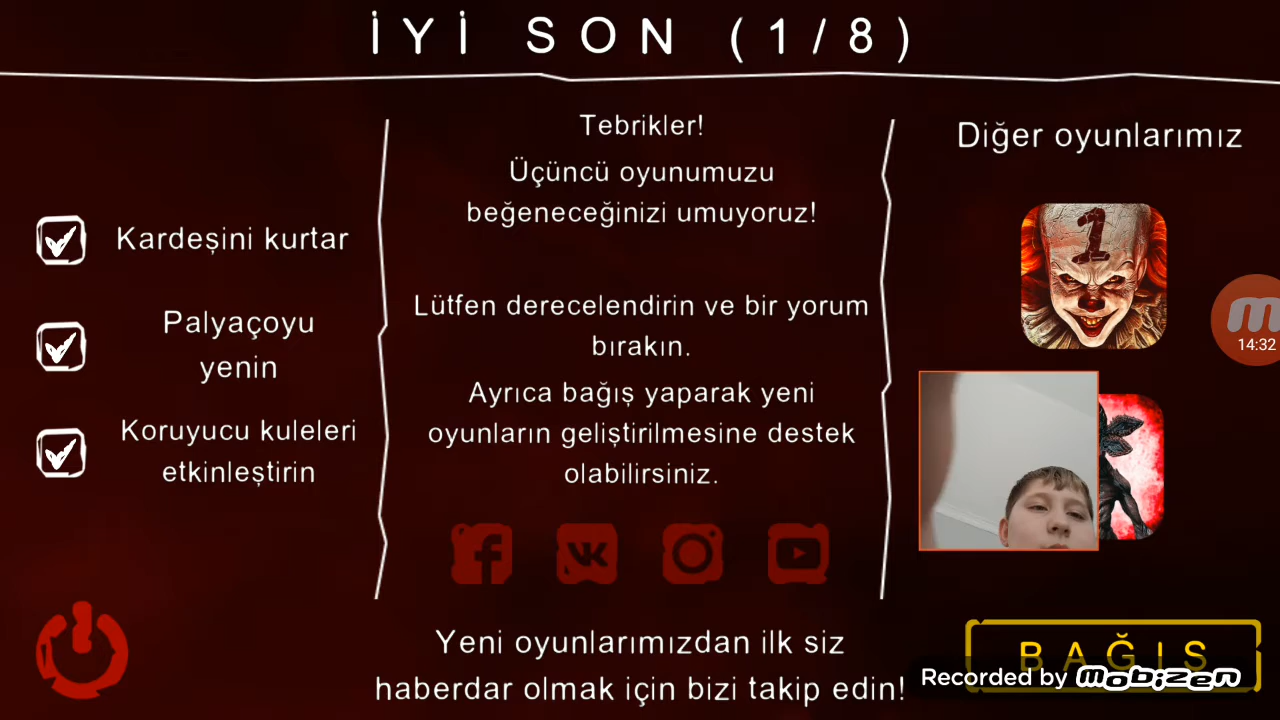 İYİ SON (1/8)
Kardeşini kurtar
Palyaçoyu
yenin
Koruyucu kuleleri
etkinleştirin
Tebrikler!
Üçüncü oyunumuzu
beğeneceğinizi umuyoruz!
Lütfen derecelendirin ve bir yorum
bırakın.
Ayrıca bağış yaparak yeni
oyunların geliştirilmesine destek
olabilirsiniz.
Yeni oyunlarımızdan ilk siz
haberdar olmak için bizi takip edin!
Diğer oyunlarımız
1
14:32
BAĞIŞ
Recorded by mobizen